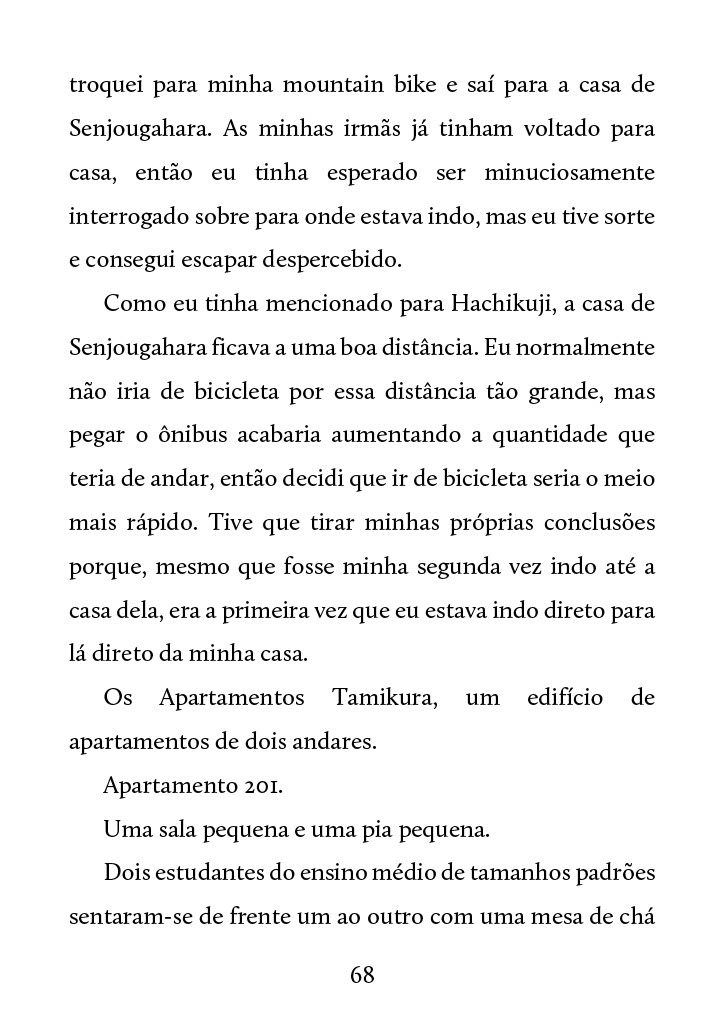 troquei para minha mountain bike e saí para a casa de
Senjougahara. As minhas irmãs já tinham voltado para
casa, então eu tinha esperado ser minuciosamente
interrogado sobre para onde estava indo, mas eu tive sorte
e consegui escapar despercebido.
Como eu tinha mencionado para Hachikuji, a casa de
Senjougahara ficava a uma boa distância. Eu normalmente
não iria de bicicleta por essa distância tão grande, mas
pegar o ônibus acabaria aumentando a quantidade que
teria de andar, então decidi que ir de bicicleta seria o meio
mais rápido. Tive que tirar minhas próprias conclusões
porque, mesmo que fosse minha segunda vez indo até a
casa dela, era a primeira vez que eu estava indo direto para
lá direto da minha casa.
Os Apartamentos Tamikura, um edifício de
apartamentos de dois andares.
Apartamento 201.
Uma sala pequena e uma pia pequena.
Dois estudantes do ensino médio de tamanhos padrões
sentaram-se de frente um ao outro com uma mesa de chá
68